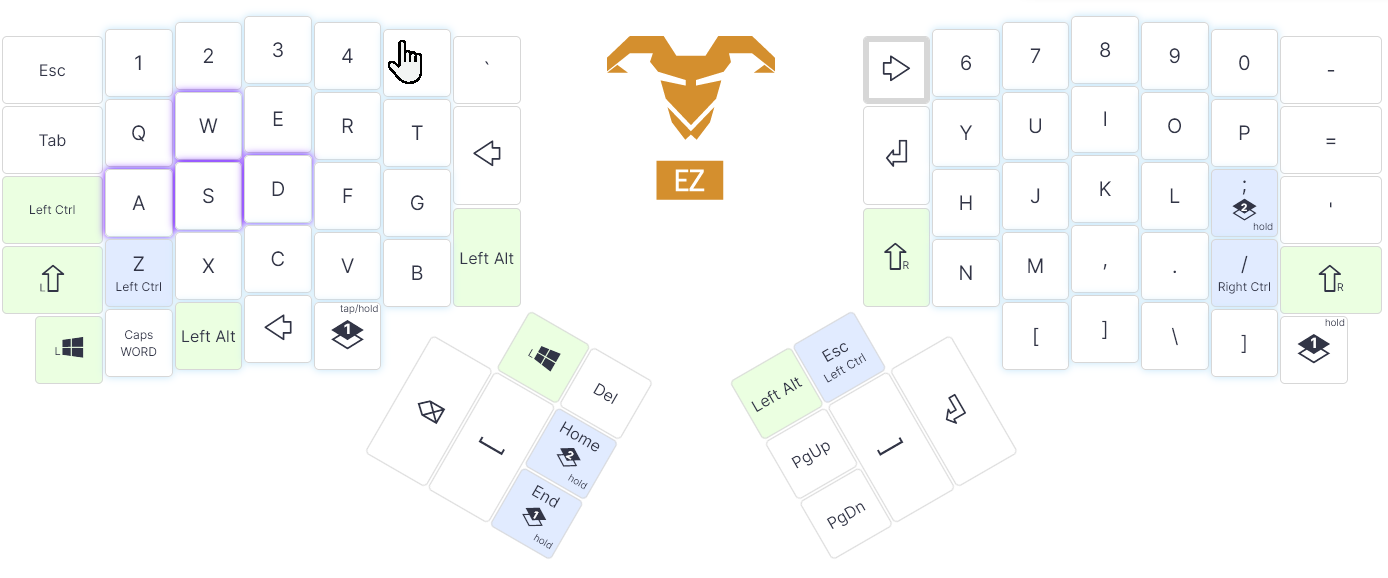 Esc
1
2
3
4
`
6
7
8
9
0
-
Tab
Q
W
E
R
T
Y
U
I
O
P
=
EZ
Left Ctrl
A
S
D
F
G
H
J
K
L
;
2
hold
'
L
Z
Left Ctrl
X
C
V
B
Left Alt
R
N
M
,
.
/
Right Ctrl
R
L
Caps
WORD
Left Alt
tap/hold
1
[
]
\
]
hold
1
L
Del
Home
2
hold
End
1
hold
Left Alt
Esc
Left Ctrl
PgUp
PgDn